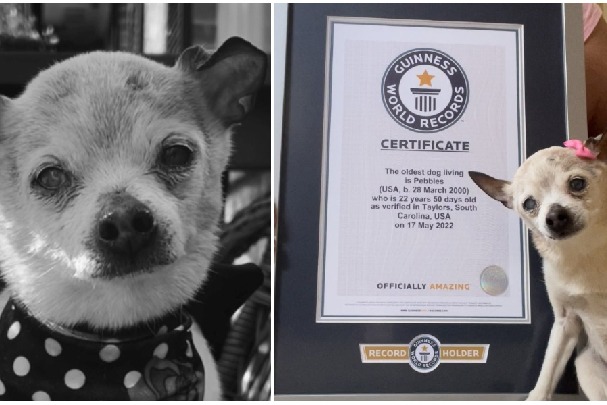 GUINNESS
WORLD RECORDS
CERTIFICATE
The oldest dog living
is Pebbles
(USA, b. 28 March 2000)
who is 22 years 50 days old
as verified in Taylors, South
Carolina, USA
on 17 May 2022
OFFICIALLY AMAZING
RECORD HOLDER